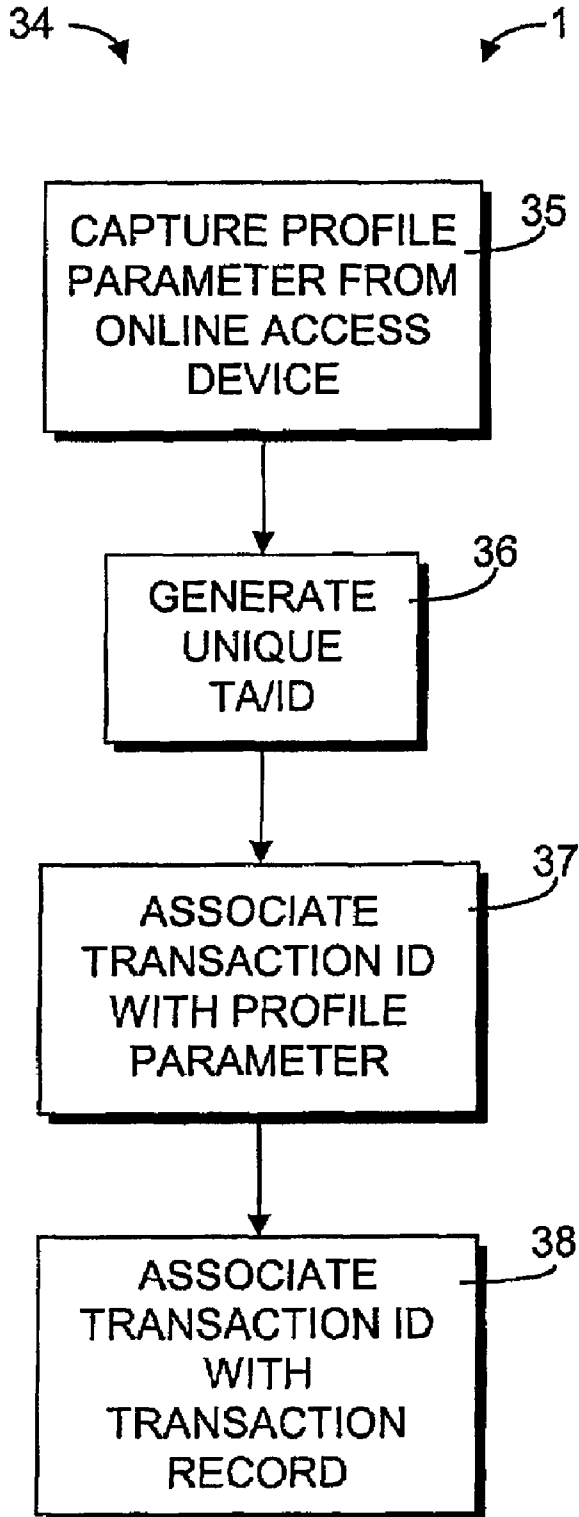 34
1
35
CAPTURE PROFILE
PARAMETER FROM
ONLINE ACCESS
DEVICE
36
GENERATE
UNIQUE
TA/ID
37
ASSOCIATE
TRANSACTION ID
WITH PROFILE
PARAMETER
38
ASSOCIATE
TRANSACTION ID
WITH
TRANSACTION
RECORD